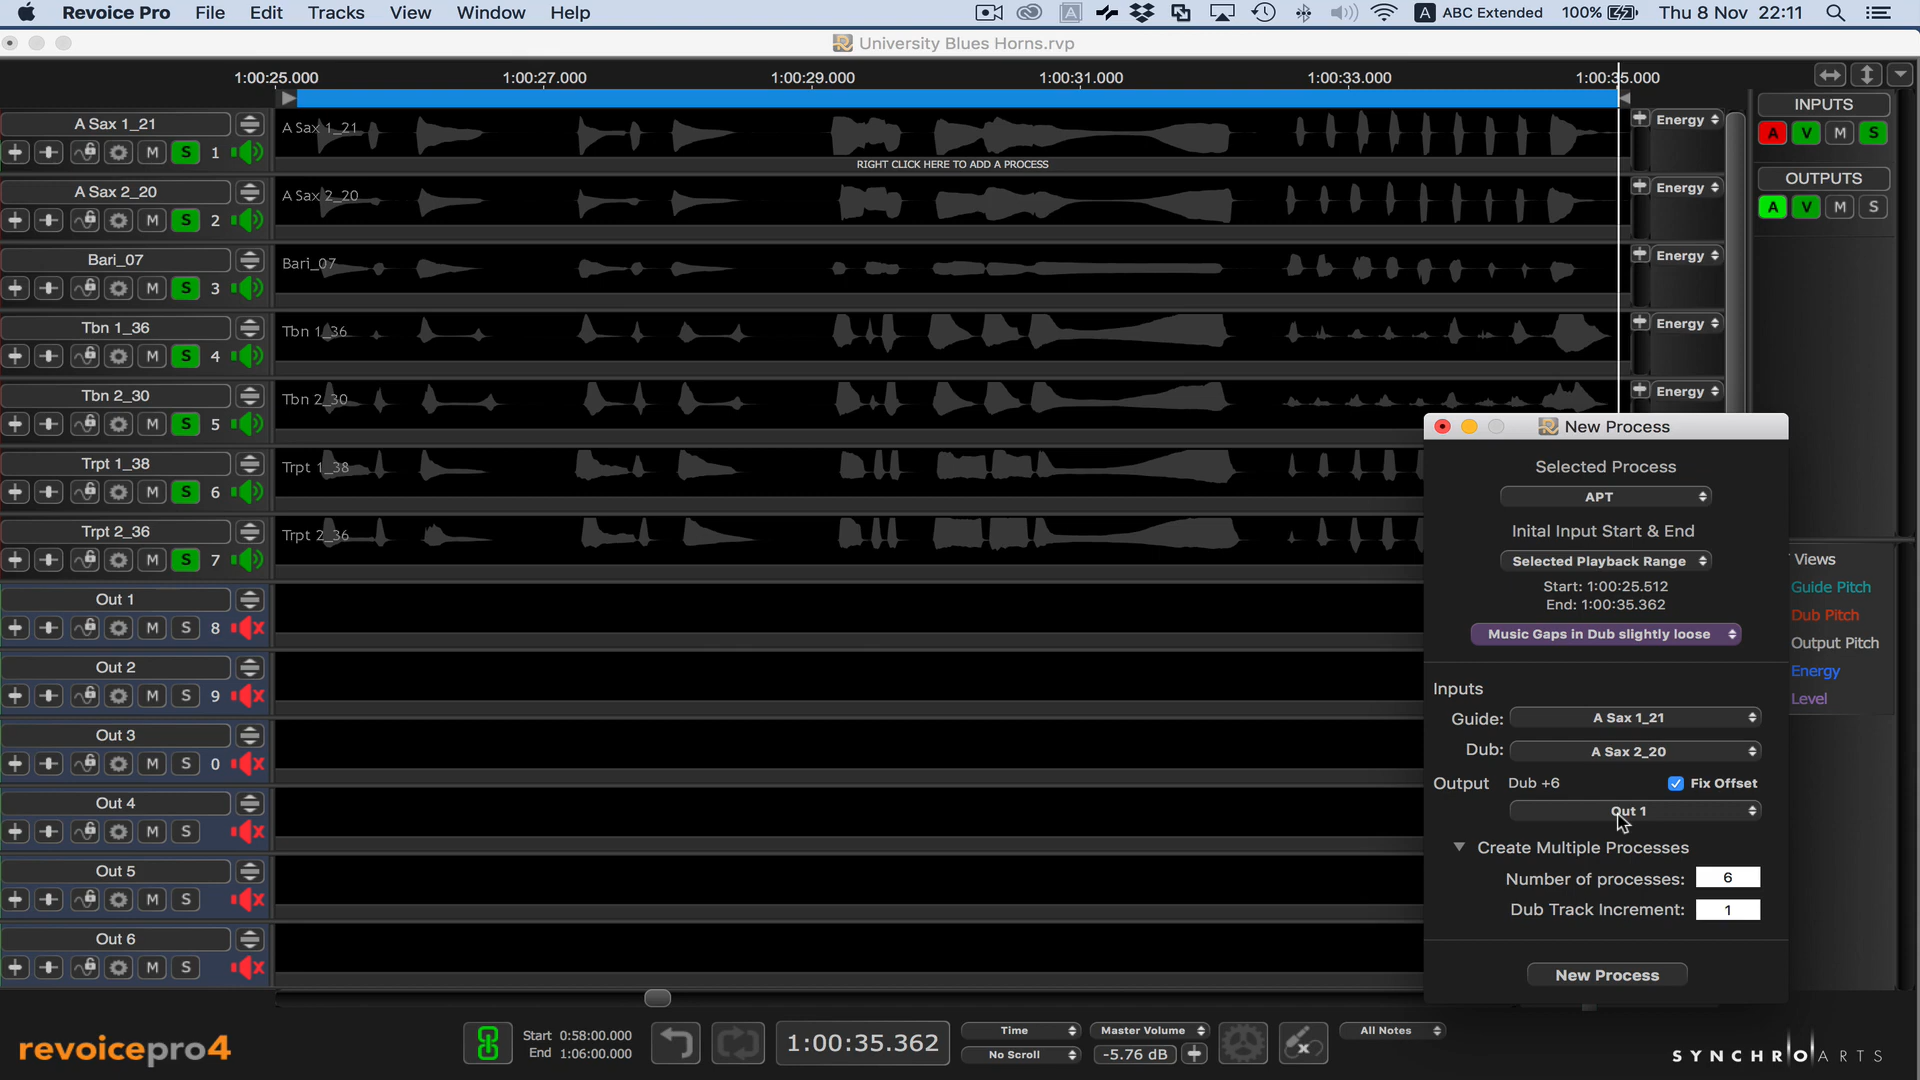 Revoice Pro File Edit Tracks View Window Help
A ABC Extended 100% Thu 8 Nov 22:11
University Blues Horns.rvp
1:00:25.000 1:00:27.000 1:00:29.000 1:00:31.000 1:00:33.000 1:00:35.000
INPUTS
A V M S
OUTPUTS
A V M S
A Sax 1_21
M S 1
A Sax 1_21
RIGHT CLICK HERE TO ADD A PROCESS
Energy
A Sax 2_20
M S 2
A Sax 2_20
Energy
Bari_07
M S 3
Bari_07
Energy
Tbn 1_36
M S 4
Tbn 1_36
Energy
Tbn 2_30
M S 5
Tbn 2_30
Energy
Trpt 1_38
M S 6
Trpt 1_38
Trpt 2_36
M S 7
Trpt 2_36
Out 1
M S 8
Out 2
M S 9
Out 3
M S 0
Out 4
M S
Out 5
M S
Out 6
M S
New Process
Selected Process
APT
Inital Input Start & End
Selected Playback Range
Start: 1:00:25.512
End: 1:00:35.362
Music Gaps in Dub slightly loose
Inputs
Guide: A Sax 1_21
Dub: A Sax 2_20
Output Dub +6 Fix Offset
Out 1
Create Multiple Processes
Number of processes: 6
Dub Track Increment: 1
New Process
Views
Guide Pitch
Dub Pitch
Output Pitch
Energy
Level
revoicepro4
Start 0:58:00.000
End 1:06:00.000
1:00:35.362
Time
No Scroll
Master Volume
-5.76 dB
All Notes
SYNCHROARTS